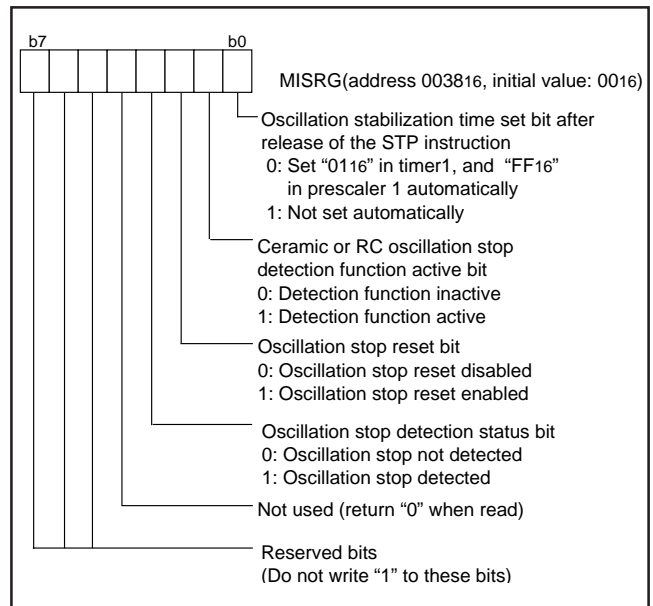 b7 b0
MISRG(address 003816, initial value: 0016)
Oscillation stabilization time set bit after
release of the STP instruction
0: Set “0116” in timer1, and “FF16”
in prescaler 1 automatically
1: Not set automatically
Ceramic or RC oscillation stop
detection function active bit
0: Detection function inactive
1: Detection function active
Oscillation stop reset bit
0: Oscillation stop reset disabled
1: Oscillation stop reset enabled
Oscillation stop detection status bit
0: Oscillation stop not detected
1: Oscillation stop detected
Not used (return “0” when read)
Reserved bits
(Do not write “1” to these bits)